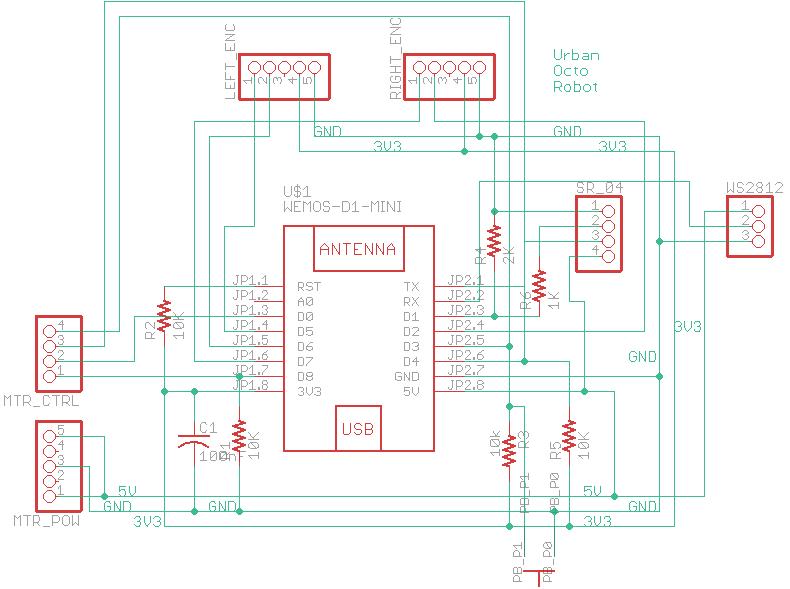 LEFT_ENC
1 2 3 4 5
RIGHT_ENC
1 2 3 4 5
Urban
Octo
Robot
GND
GND
3V3
3V3
U$1
WEMOS-D1-MINI
ANTENNA
JP1.1 RST
JP1.2 A0
JP1.3 D0
JP1.4 D5
JP1.5 D6
JP1.6 D7
JP1.7 D8
JP1.8 3V3
TX JP2.1
RX JP2.2
D1 JP2.3
D2 JP2.4
D3 JP2.5
D4 JP2.6
GND JP2.7
5V JP2.8
USB
SR_04
1
2
3
4
WS2812
1
2
3
R4
2K
R6
1K
R2
10K
3V3
GND
4
3
2
1
MTR_CTRL
5
4
3
2
1
MTR_POW
C1
100n
R1
10K
10k
R3
R5
10K
5V
GND
3V3
GND
5V
GND
3V3
PB_P1
PB_P0
PB_P1
PB_P0